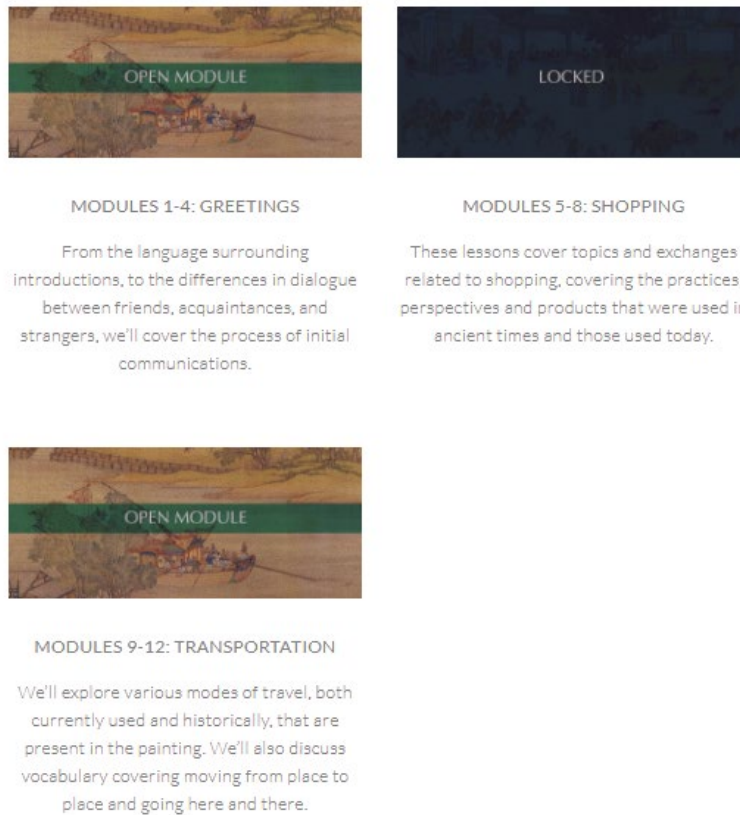 OPEN MODULE
MODULES 1-4: GREETINGS
From the language surrounding
introductions, to the differences in dialogue
between friends, acquaintances, and
strangers, we'll cover the process of initial
communications.
LOCKED
MODULES 5-8: SHOPPING
These lessons cover topics and exchanges
related to shopping, covering the practices
perspectives and products that were used
ancient times and those used today.
OPEN MODULE
MODULES 9-12: TRANSPORTATION
We'll explore various modes of travel, both
currently used and historically, that are
present in the painting. We'll also discuss
vocabulary covering moving from place to
place and going here and there.